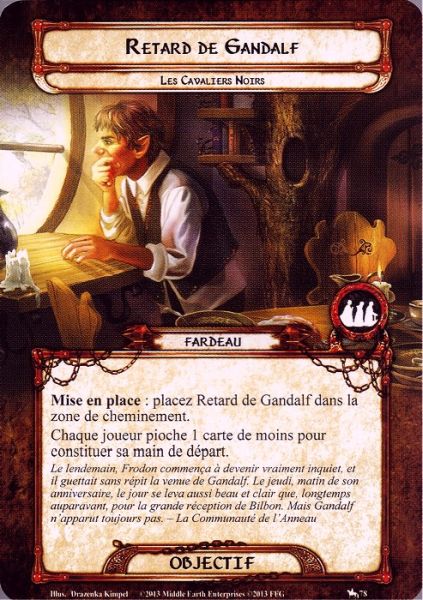 Retard de Gandalf
Les Cavaliers Noirs
FARDEAU
Mise en place : placez Retard de Gandalf dans la
zone de cheminement.
Chaque joueur pioche 1 carte de moins pour
constituer sa main de départ.
Le lendemain, Frodon commença à devenir vraiment inquiet, et
il guettait sans répit la venue de Gandalf. Le jeudi, matin de son
anniversaire, le jour se leva aussi beau et clair que, longtemps
auparavant, pour la grande réception de Bilbon. Mais Gandalf
n'apparut toujours pas. – La Communauté de l'Anneau
OBJECTIF
Illus. Drazenka Kimpel ©2013 Middle Earth Enterprises ©2013 FFG 78